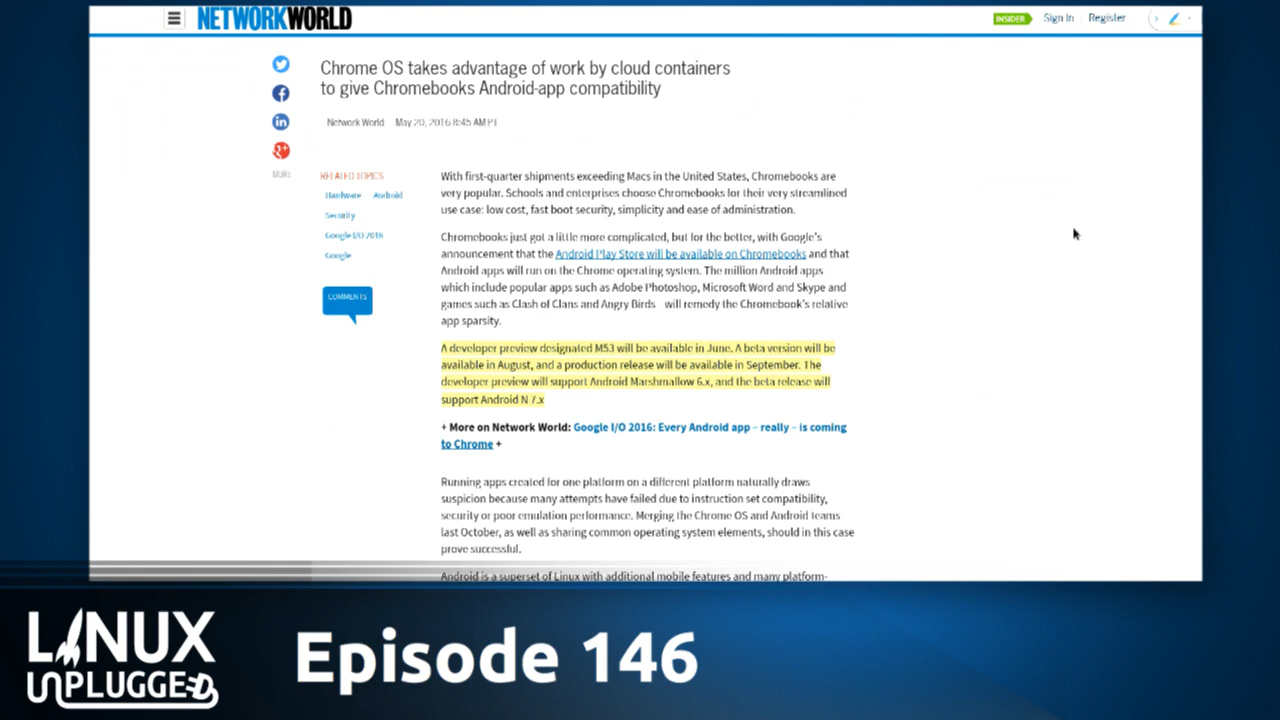 NETWORKWORLD
INSIDER Sign In Register
Chrome OS takes advantage of work by cloud containers
to give Chromebooks Android-app compatibility
Network World May 20, 2016 8:45 AM PT
MORE
RELATED TOPICS
Hardware Android
Security
Google I/O 2016
Google
COMMENTS
With first-quarter shipments exceeding Macs in the United States, Chromebooks are
very popular. Schools and enterprises choose Chromebooks for their very streamlined
use case: low cost, fast boot security, simplicity and ease of administration.
Chromebooks just got a little more complicated, but for the better, with Google's
announcement that the Android Play Store will be available on Chromebooks and that
Android apps will run on the Chrome operating system. The million Android apps
which include popular apps such as Adobe Photoshop, Microsoft Word and Skype and
games such as Clash of Clans and Angry Birds will remedy the Chromebook's relative
app sparsity.
A developer preview designated M53 will be available in June. A beta version will be
available in August, and a production release will be available in September. The
developer preview will support Android Marshmallow 6.x, and the beta release will
support Android N 7.x
+ More on Network World: Google I/O 2016: Every Android app – really – is coming
to Chrome +
Running apps created for one platform on a different platform naturally draws
suspicion because many attempts have failed due to instruction set compatibility,
security or poor emulation performance. Merging the Chrome OS and Android teams
last October, as well as sharing common operating system elements, should in this case
prove successful.
Android is a superset of Linux with additional mobile features and many platform-
LINUX
UNPLUGGED
Episode 146